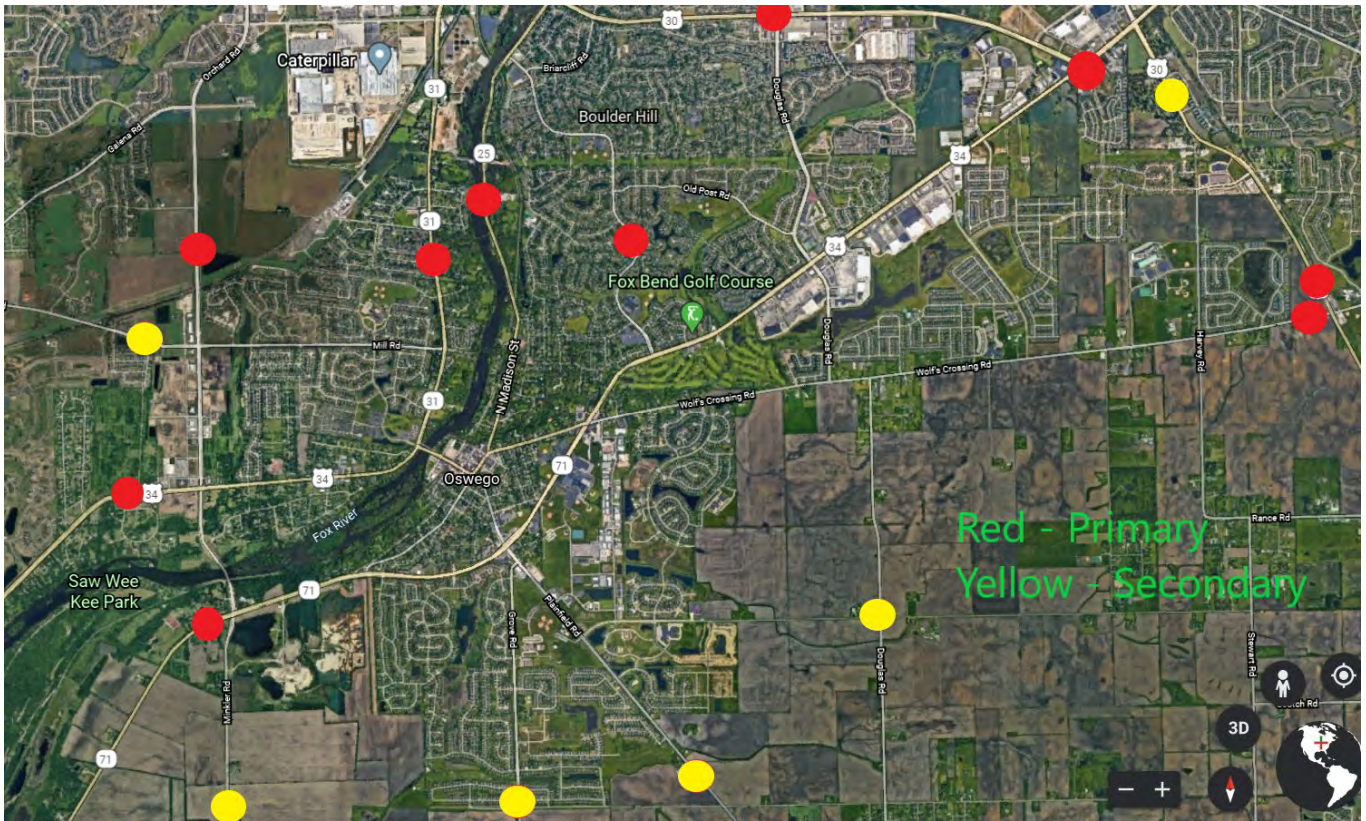 30
Orchard Rd
Caterpillar
31
Briarcliff Rd
30
Douglas Rd
Boulder Hill
Galena Rd
25
34
Old Post Rd
31
34
Fox Bend Golf Course
Mill Rd
N Madison St
Douglas Rd
Harvey Rd
Wolf's Crossing Rd
Wolf's Crossing Rd
31
71
Oswego
34
34
Fox River
Red - Primary
Rance Rd
Yellow - Secondary
Saw Wee
Kee Park
71
Grove Rd
Plainfield Rd
Minkler Rd
Douglas Rd
Stewart Rd
3D
71